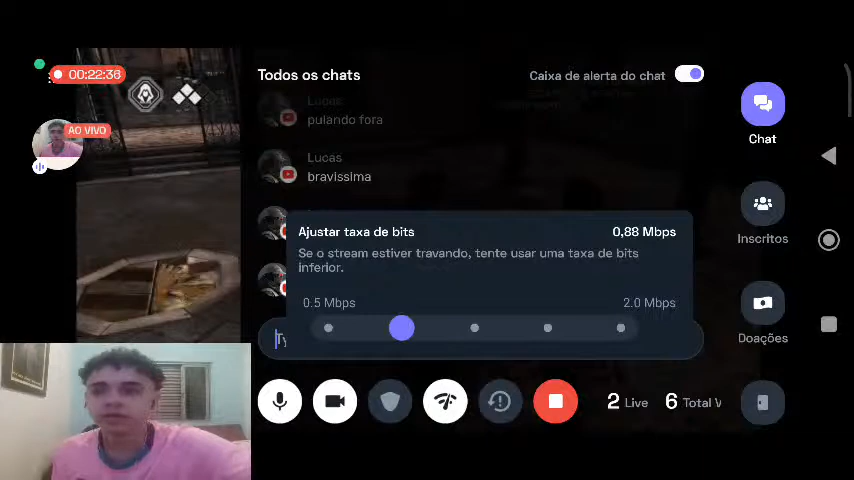 00:22:36
AO VIVO
Todos os chats
Caixa de alerta do chat
Lucas
pulando fora
Lucas
bravissima
Ajustar taxa de bits
0,88 Mbps
Se o stream estiver travando, tente usar uma taxa de bits
inferior.
0.5 Mbps
2.0 Mbps
Ty
2 Live
6 Total V
Chat
Inscritos
Doações